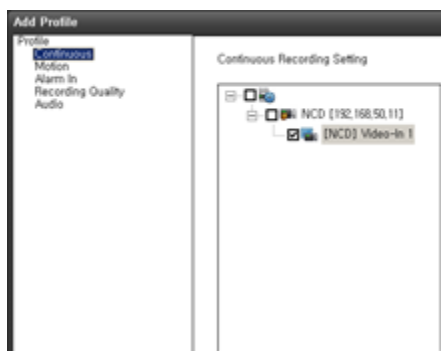 Add Profile
Profile
Continuous
Motion
Alarm In
Recording Quality
Audio
Continuous Recording Setting
NCD [192,168,50,11]
[NCD] Video-In 1